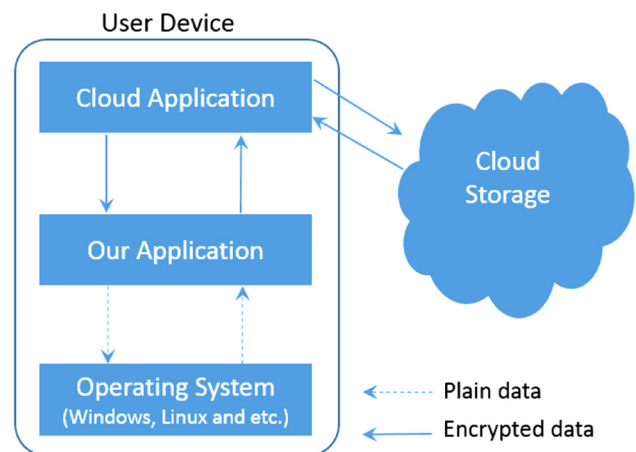 User Device
Cloud Application
Cloud
Storage
Our Application
Operating System
(Windows, Linux and etc.)
Plain data
Encrypted data